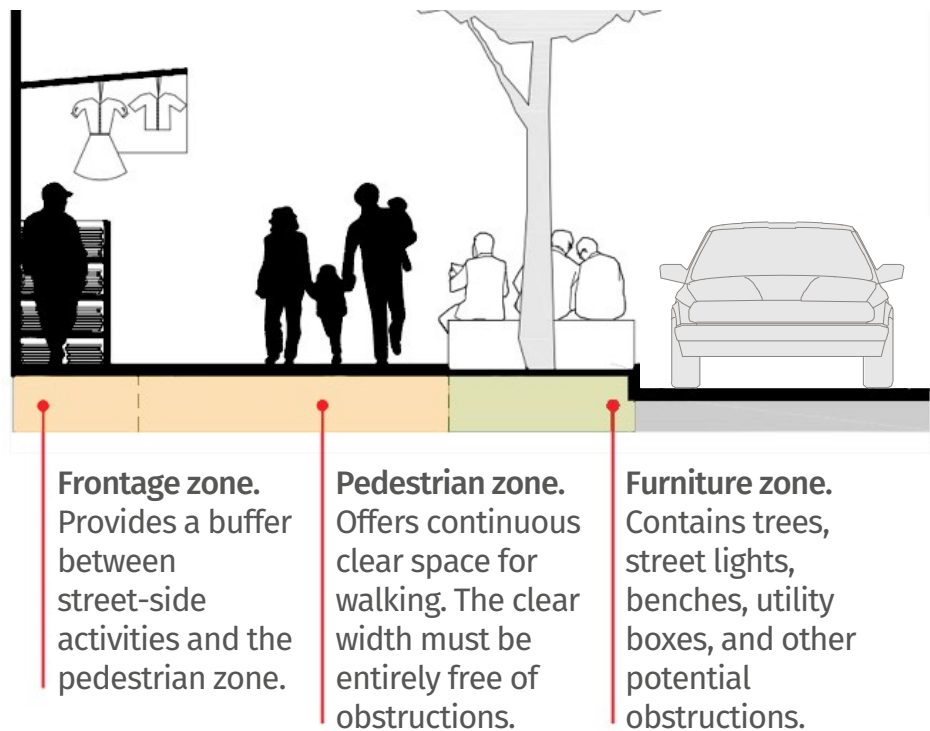 Frontage zone.
Provides a buffer
between
street-side
activities and the
pedestrian zone.
Pedestrian zone.
Offers continuous
clear space for
walking. The clear
width must be
entirely free of
obstructions.
Furniture zone.
Contains trees,
street lights,
benches, utility
boxes, and other
potential
obstructions.